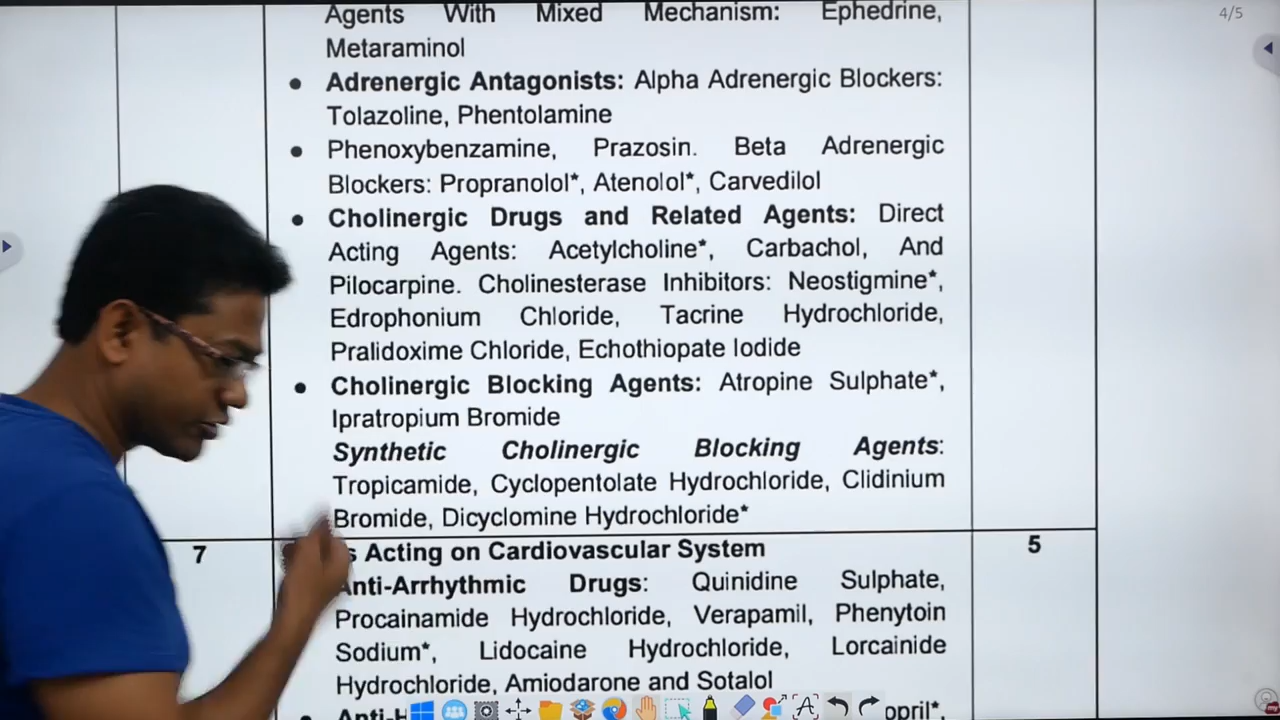 Agents With Mixed Mechanism: Ephedrine,
4/5
Metaraminol
• Adrenergic Antagonists: Alpha Adrenergic Blockers:
Tolazoline, Phentolamine
• Phenoxybenzamine, Prazosin. Beta Adrenergic
Blockers: Propranolol*, Atenolol*, Carvedilol
• Cholinergic Drugs and Related Agents: Direct
Acting Agents: Acetylcholine*, Carbachol, And
Pilocarpine. Cholinesterase Inhibitors: Neostigmine*,
Edrophonium Chloride, Tacrine Hydrochloride,
Pralidoxime Chloride, Echothiopate Iodide
• Cholinergic Blocking Agents: Atropine Sulphate*,
Ipratropium Bromide
Synthetic Cholinergic Blocking Agents:
Tropicamide, Cyclopentolate Hydrochloride, Clidinium
Bromide, Dicyclomine Hydrochloride*
7
Acting on Cardiovascular System
5
Anti-Arrhythmic Drugs: Quinidine Sulphate,
Procainamide Hydrochloride, Verapamil, Phenytoin
Sodium*, Lidocaine Hydrochloride, Lorcainide
Hydrochloride, Amiodarone and Sotalol